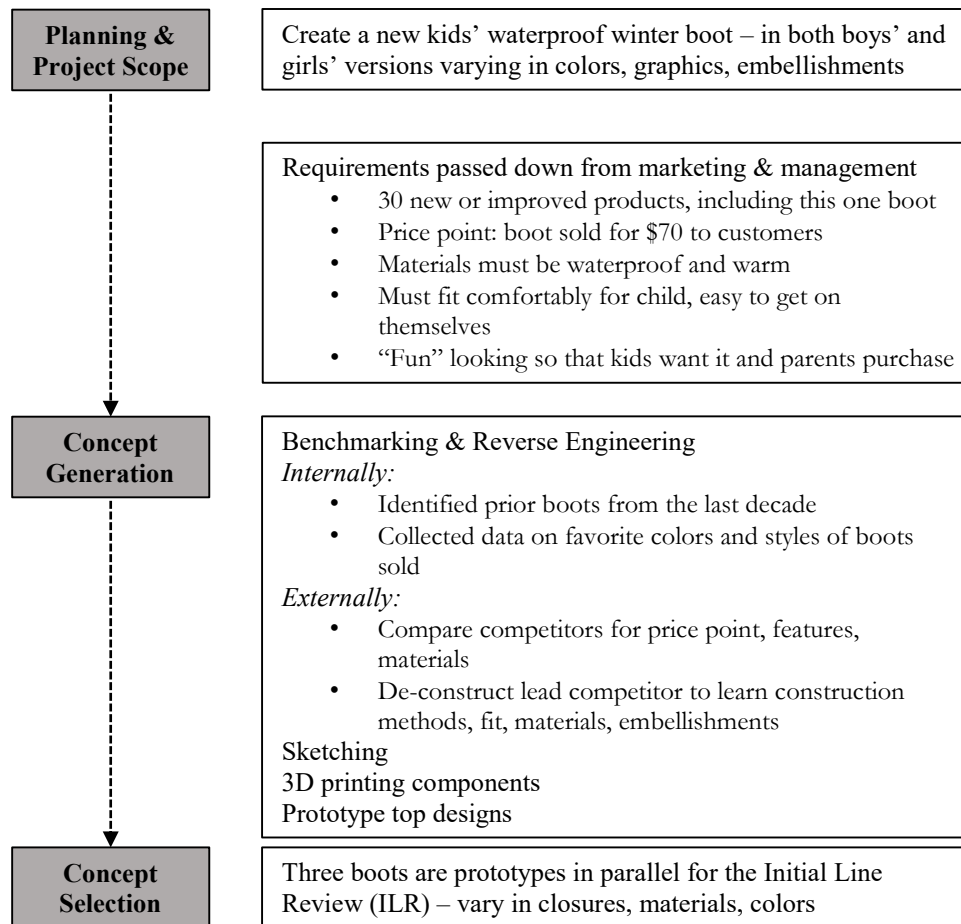 Planning &
Project Scope
Create a new kids’ waterproof winter boot – in both boys’ and
girls’ versions varying in colors, graphics, embellishments
Requirements passed down from marketing & management
• 30 new or improved products, including this one boot
• Price point: boot sold for $70 to customers
• Materials must be waterproof and warm
• Must fit comfortably for child, easy to get on
themselves
• “Fun” looking so that kids want it and parents purchase
Concept
Generation
Benchmarking & Reverse Engineering
Internally:
• Identified prior boots from the last decade
• Collected data on favorite colors and styles of boots
sold
Externally:
• Compare competitors for price point, features,
materials
• De-construct lead competitor to learn construction
methods, fit, materials, embellishments
Sketching
3D printing components
Prototype top designs
Concept
Selection
Three boots are prototypes in parallel for the Initial Line
Review (ILR) – vary in closures, materials, colors